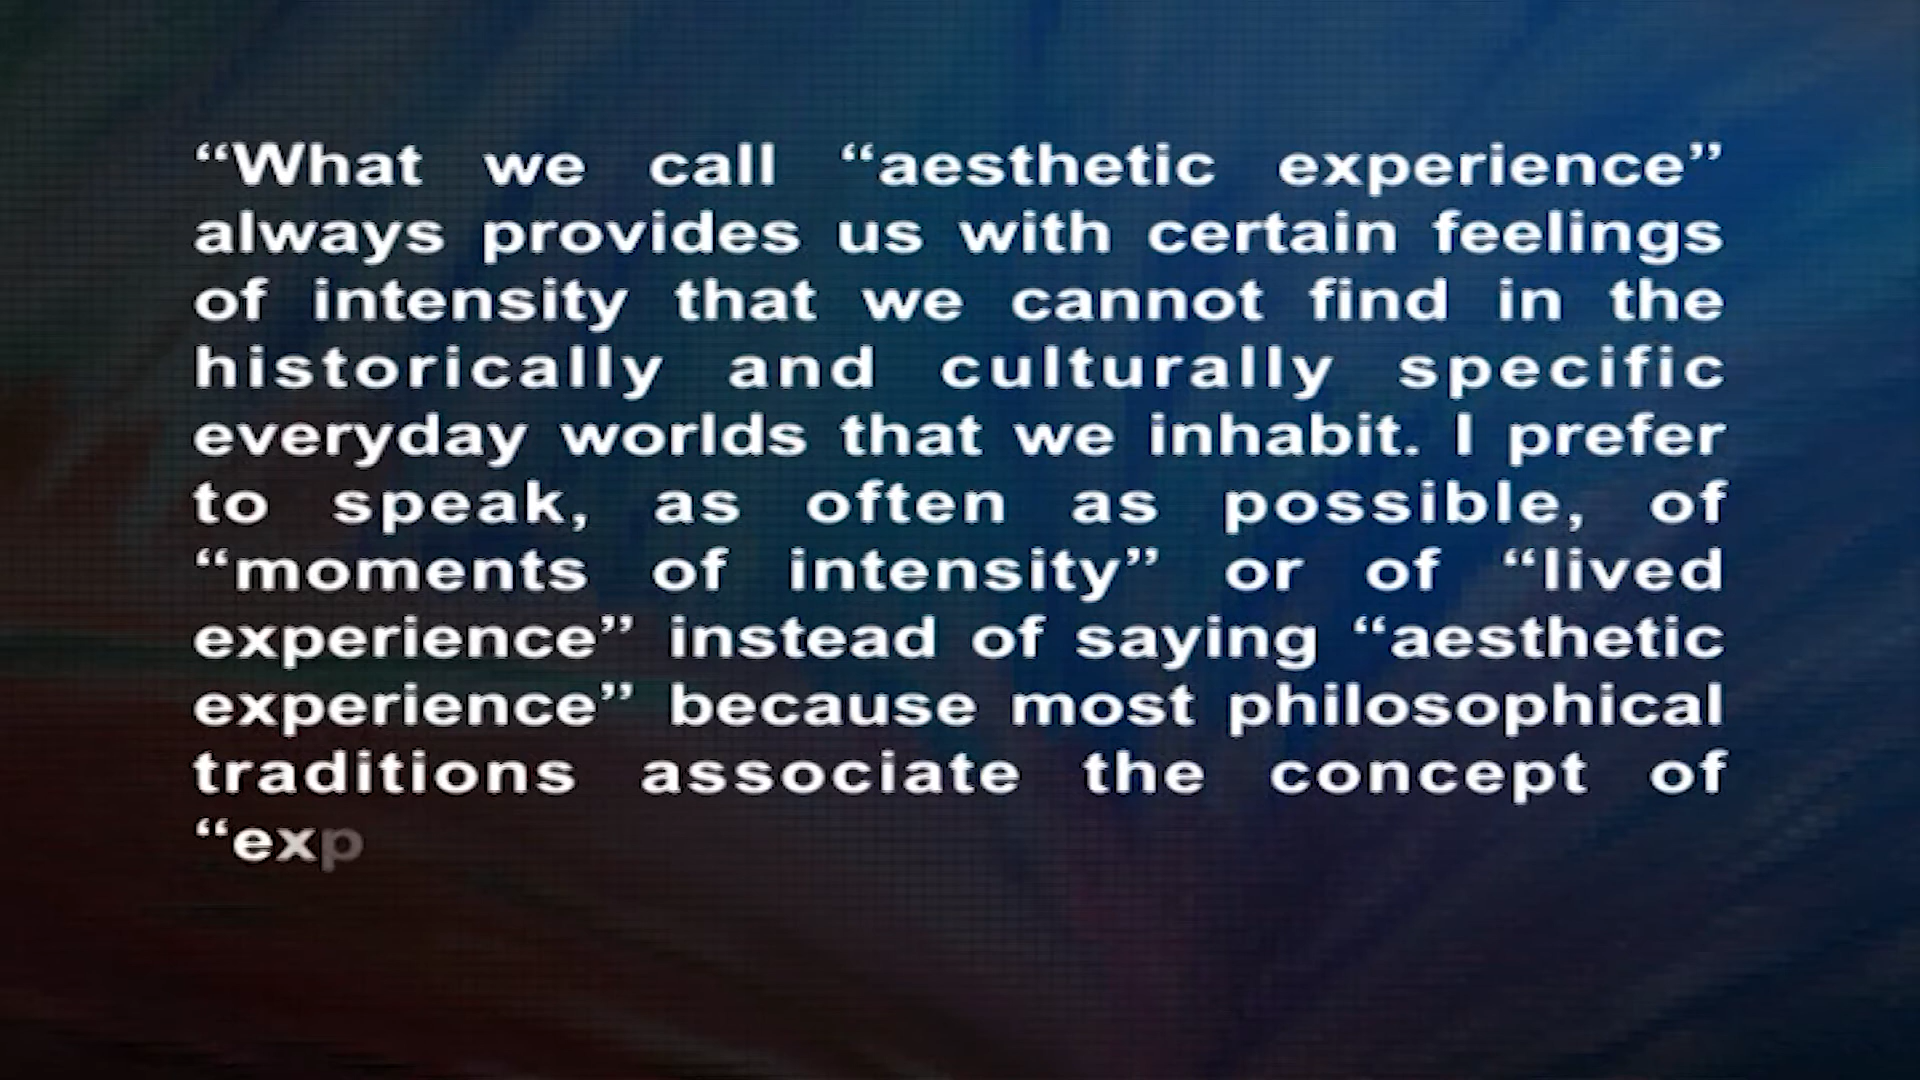 “What we call “aesthetic experience”
always provides us with certain feelings
of intensity that we cannot find in the
historically and culturally specific
everyday worlds that we inhabit. I prefer
to speak, as often as possible, of
“moments of intensity” or of “lived
experience” instead of saying “aesthetic
experience” because most philosophical
traditions associate the concept of
“exp